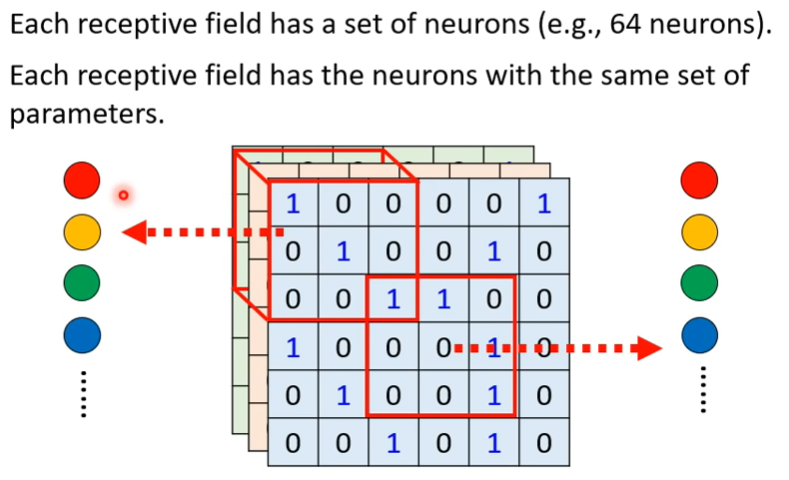 Each receptive field has a set of neurons (e.g., 64 neurons).
Each receptive field has the neurons with the same set of
parameters.
1 0 0 0 0 1
0 1 0 0 1 0
0 0 1 1 0 0
1 0 0 0 1 0
0 1 0 0 1 0
0 0 1 0 1 0